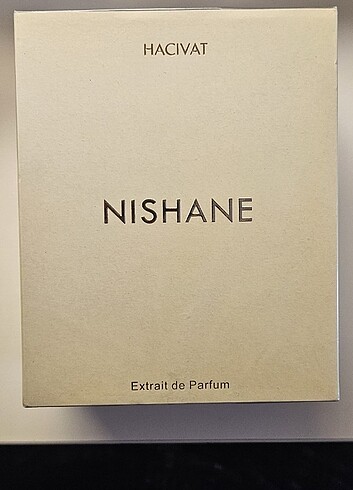 HACIVAT
NISHANE
Extrait de Parfum